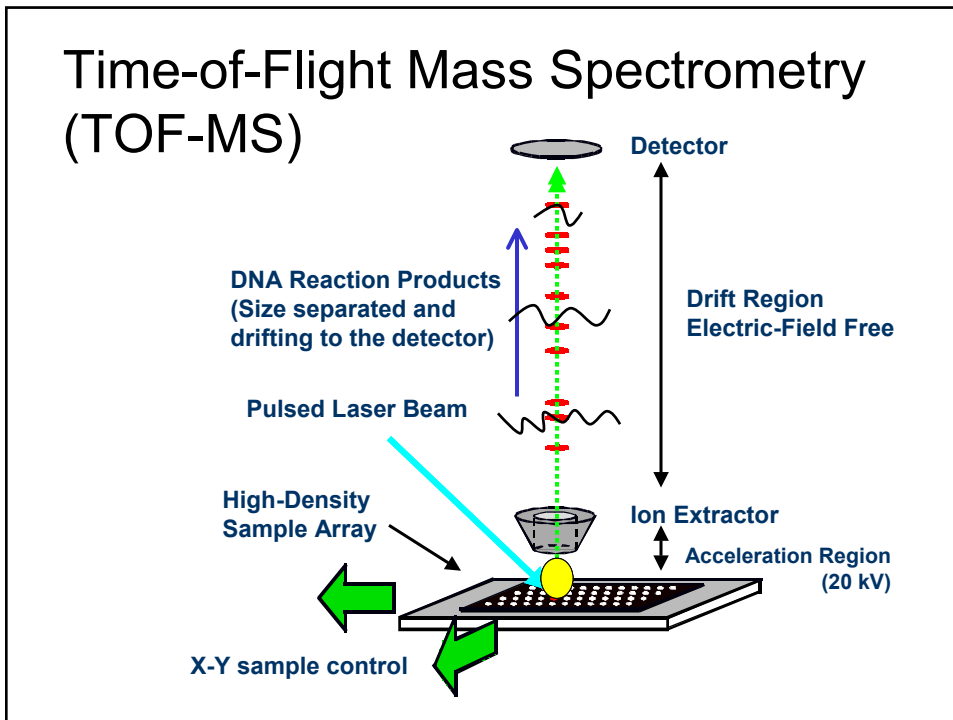 Time-of-Flight Mass Spectrometry
(TOF-MS)
Detector
DNA Reaction Products
(Size separated and
drifting to the detector)
Drift Region
Electric-Field Free
Pulsed Laser Beam
High-Density
Sample Array
Ion Extractor
Acceleration Region
(20 kV)
X-Y sample control